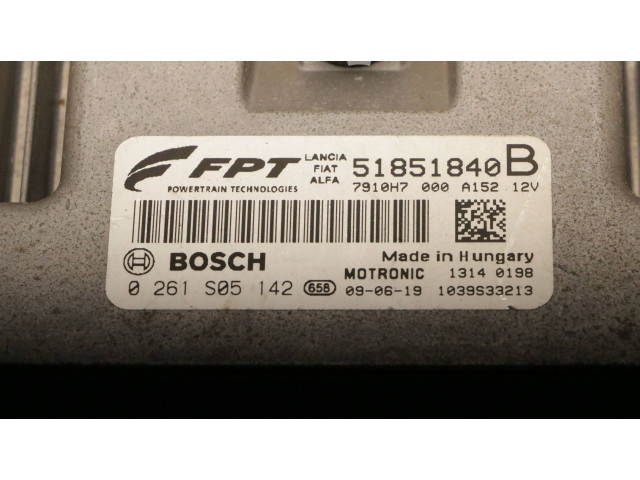 FPT LANCIA FIAT ALFA 51851840 B
POWERTRAIN TECHNOLOGIES 7910H7 000 A152 12V
BOSCH Made in Hungary
MOTRONIC 1314 0198
0 261 S05 142 658 09-06-19 1039S33213